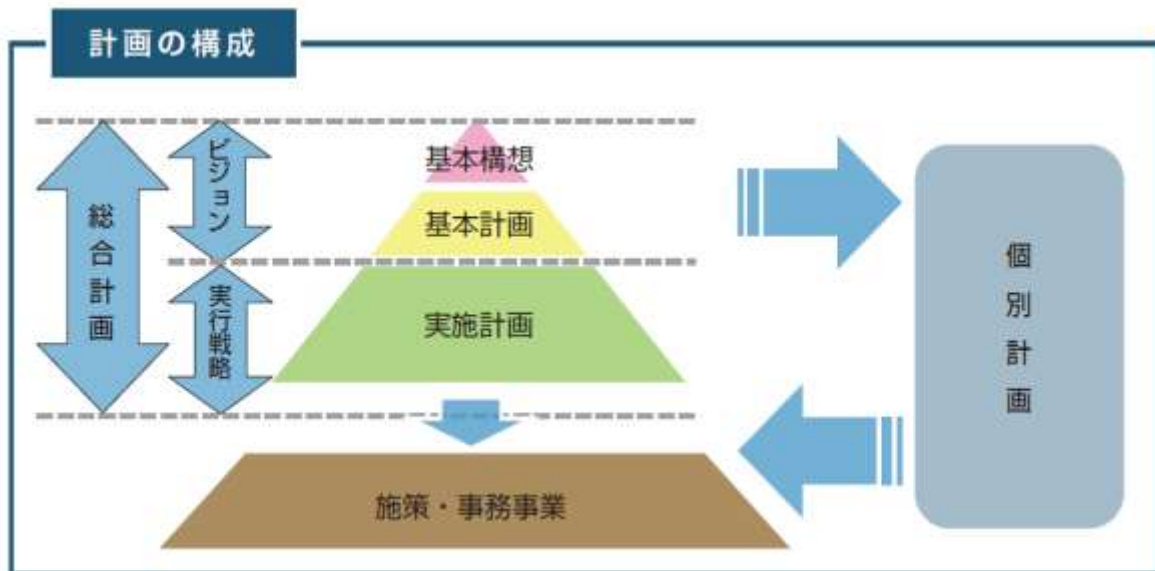 計画の構成
総合計画
ビジョン
実行戦略
基本構想
基本計画
実施計画
施策・事務事業
個別計画